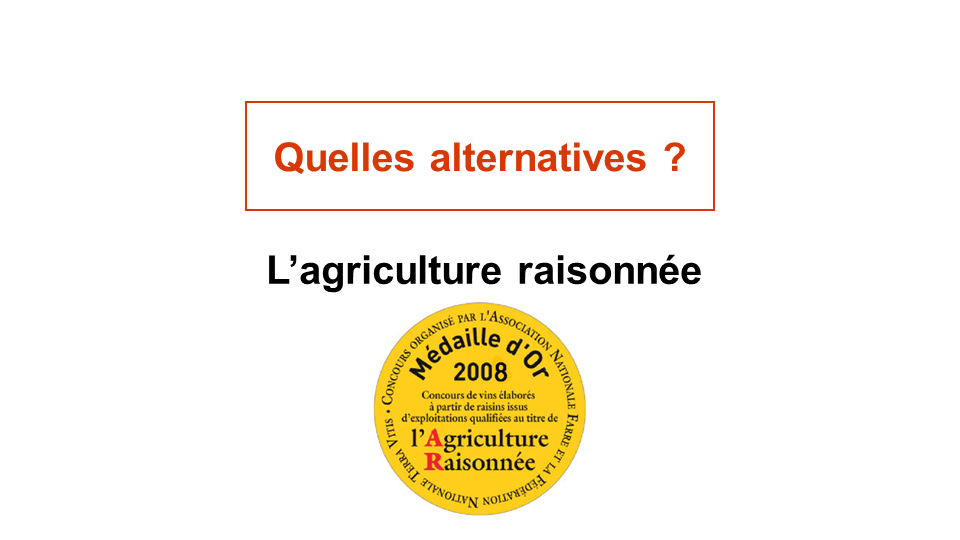 Quelles alternatives ?
L’agriculture raisonnée
Concours organisé par l'Association Nationale Farre et la Fédération Nationale Terra Vitis •
Médaille d'Or
2008
Concours de vins élaborés
à partir de raisins issus
d'exploitations qualifiées au titre de
l'Agriculture
Raisonnée